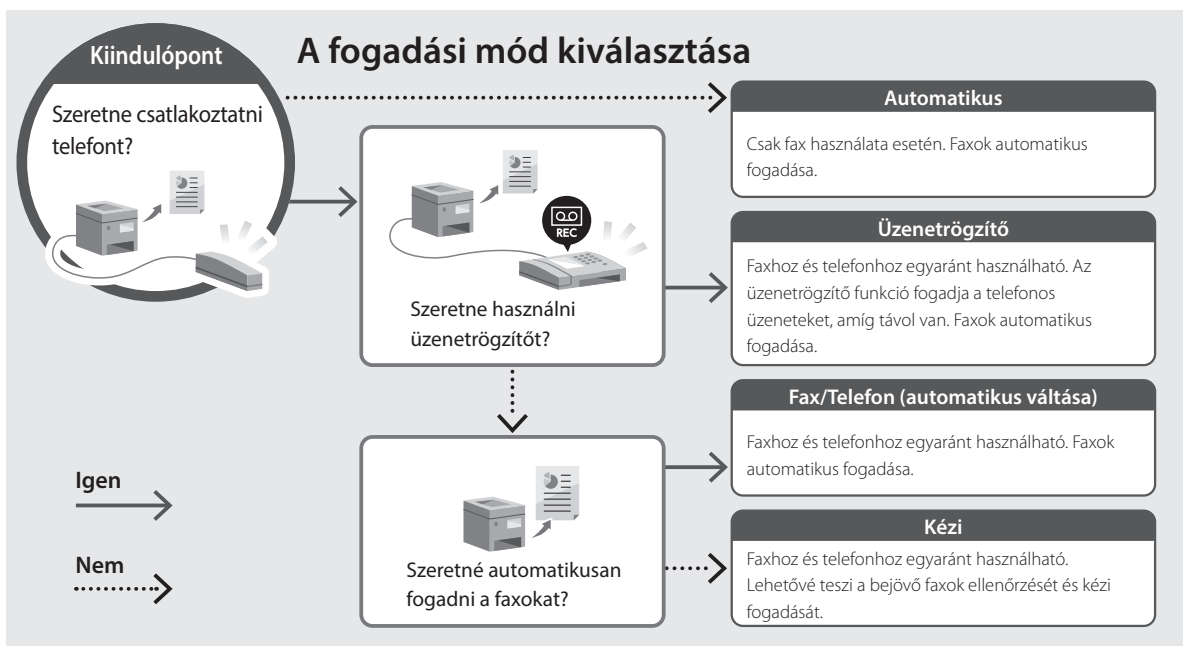 A fogadási mód kiválasztása
Kiindulópont
Szeretne csatlakoztatni
telefont?
Automatikus
Csak fax használata esetén. Faxok automatikus
fogadása.
REC
Szeretne használni
üzenetrögzítőt?
Üzenetrögzítő
Faxhoz és telefonhoz egyaránt használható. Az
üzenetrögzítő funkció fogadja a telefonos
üzeneteket, amíg távol van. Faxok automatikus
fogadása.
Fax/Telefon (automatikus váltása)
Faxhoz és telefonhoz egyaránt használható. Faxok
automatikus fogadása.
Szeretné automatikusan
fogadni a faxokat?
Kézi
Faxhoz és telefonhoz egyaránt használható.
Lehetővé teszi a bejövő faxok ellenőrzését és kézi
fogadását.
Igen
Nem